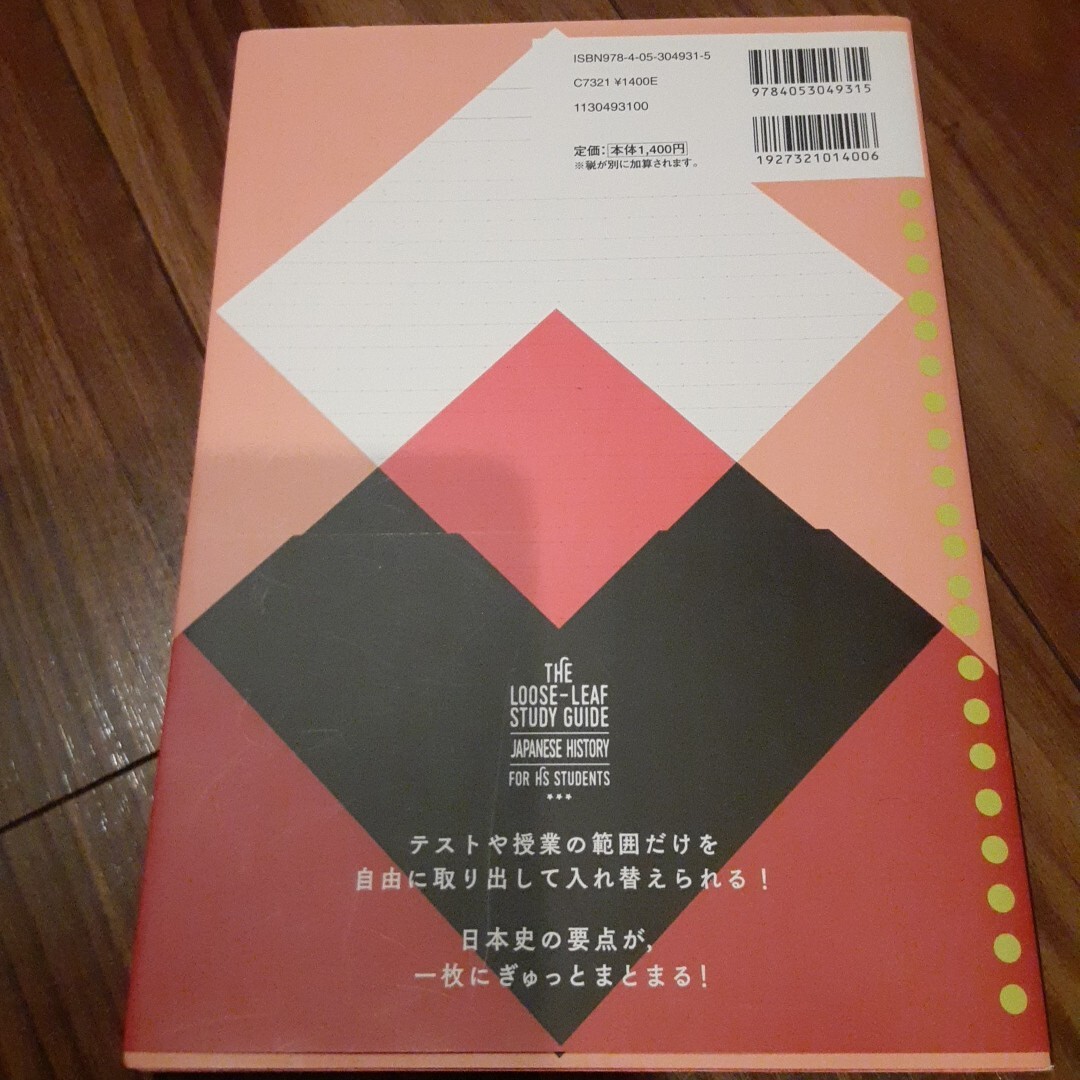 ISBN978-4-05-304931-5
C7321 ¥1400E
1130493100
定価：本体1,400円
※税が別に加算されます。
9784053049315
1927321014006
THE
LOOSE-LEAF
STUDY GUIDE
JAPANESE HISTORY
FOR HS STUDENTS
テストや授業の範囲だけを
自由に取り出して入れ替えられる！
日本史の要点が，
一枚にぎゅっとまとまる！